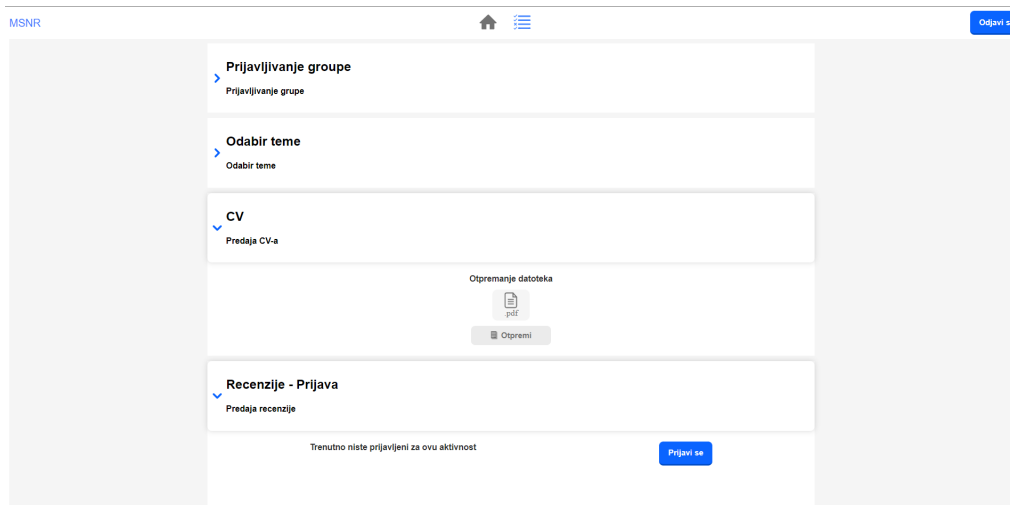 MSNR
Odjavi s
Prijavljivanje groupe
Prijavljivanje grupe
Odabir teme
Odabir teme
CV
Predaja CV-a
Otpremanje datoteka
.pdf
Otpremi
Recenzije - Prijava
Predaja recenzije
Trenutno niste prijavljeni za ovu aktivnost
Prijavi se